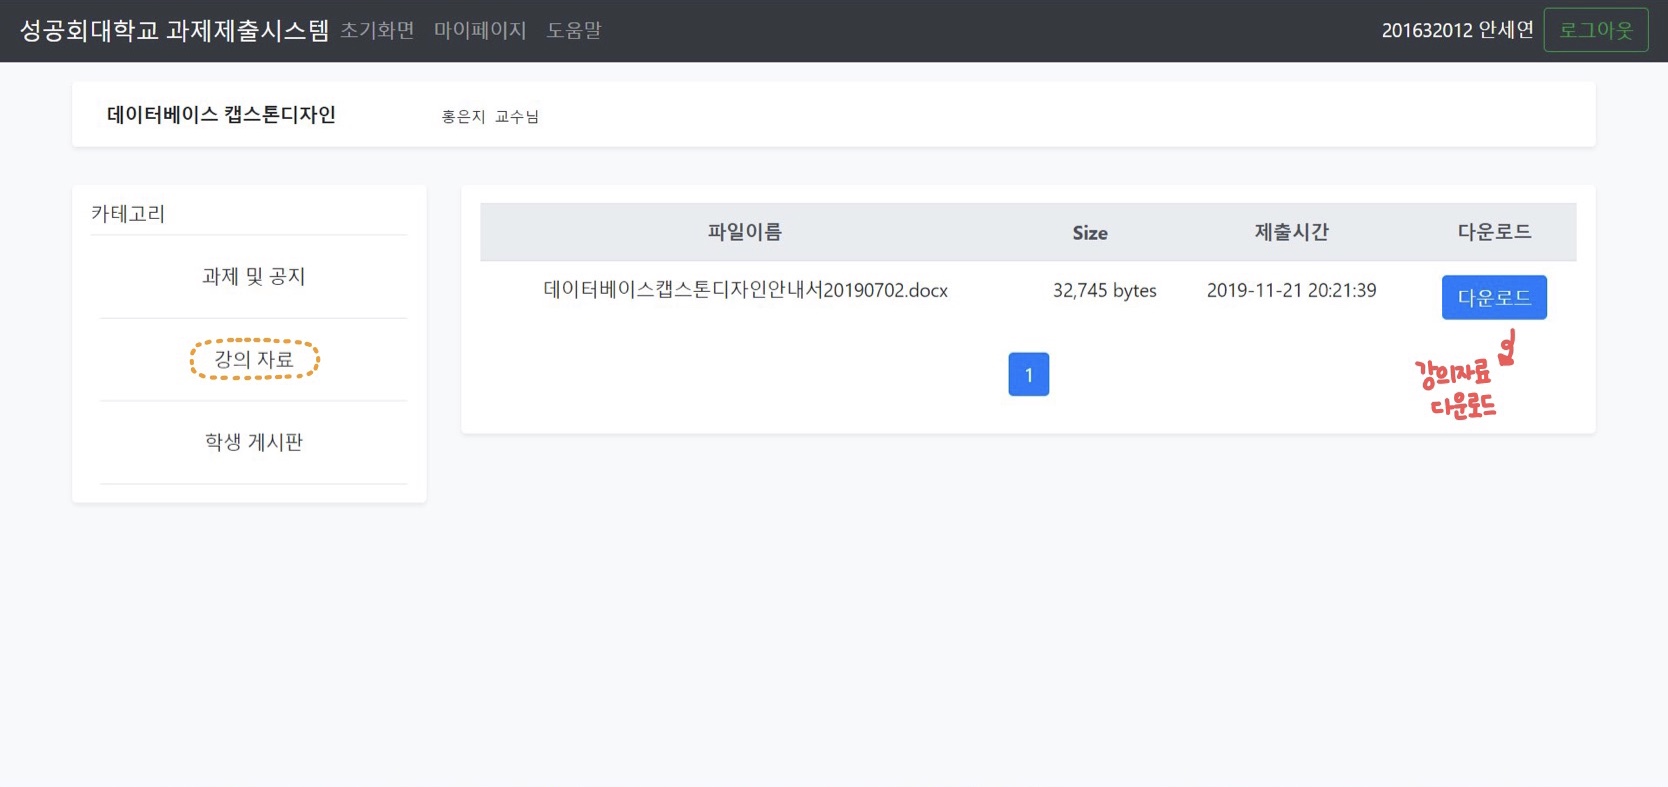 성공회대학교 과제제출시스템 초기화면 마이페이지 도움말 201632012 안세연 로그아웃
데이터베이스 캡스톤디자인 홍은지 교수님
카테고리
과제 및 공지
강의 자료
학생 게시판
파일이름 Size 제출시간 다운로드
데이터베이스캡스톤디자인안내서20190702.docx 32,745 bytes 2019-11-21 20:21:39 다운로드
1
강의자료
다운로드